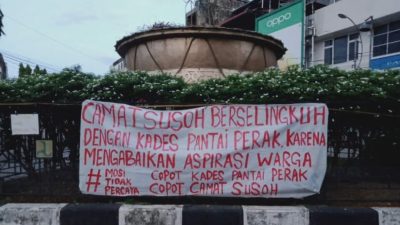 oppo
CAMAT SUSOH BERSELINGKUH
DENGAN KADES PANTAI PERAK, KARENA
MENGABAIKAN ASPIRASI WARGA
# MOSI TIDAK PERCAYA
COPOT KADES PANTAI PERAK
COPOT CAMAT SUSOH